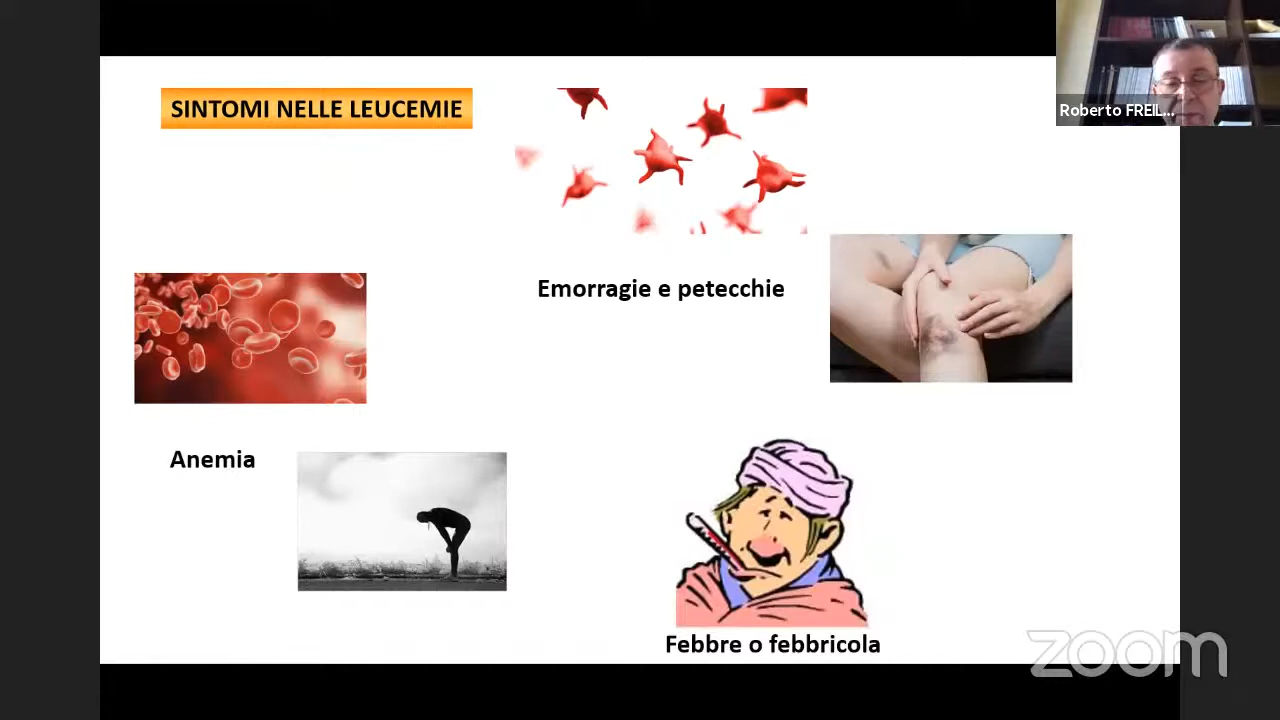 SINTOMI NELLE LEUCEMIE
Roberto FREIL...
Emorragie e petecchie
Anemia
Febbre o febbricola
zoom